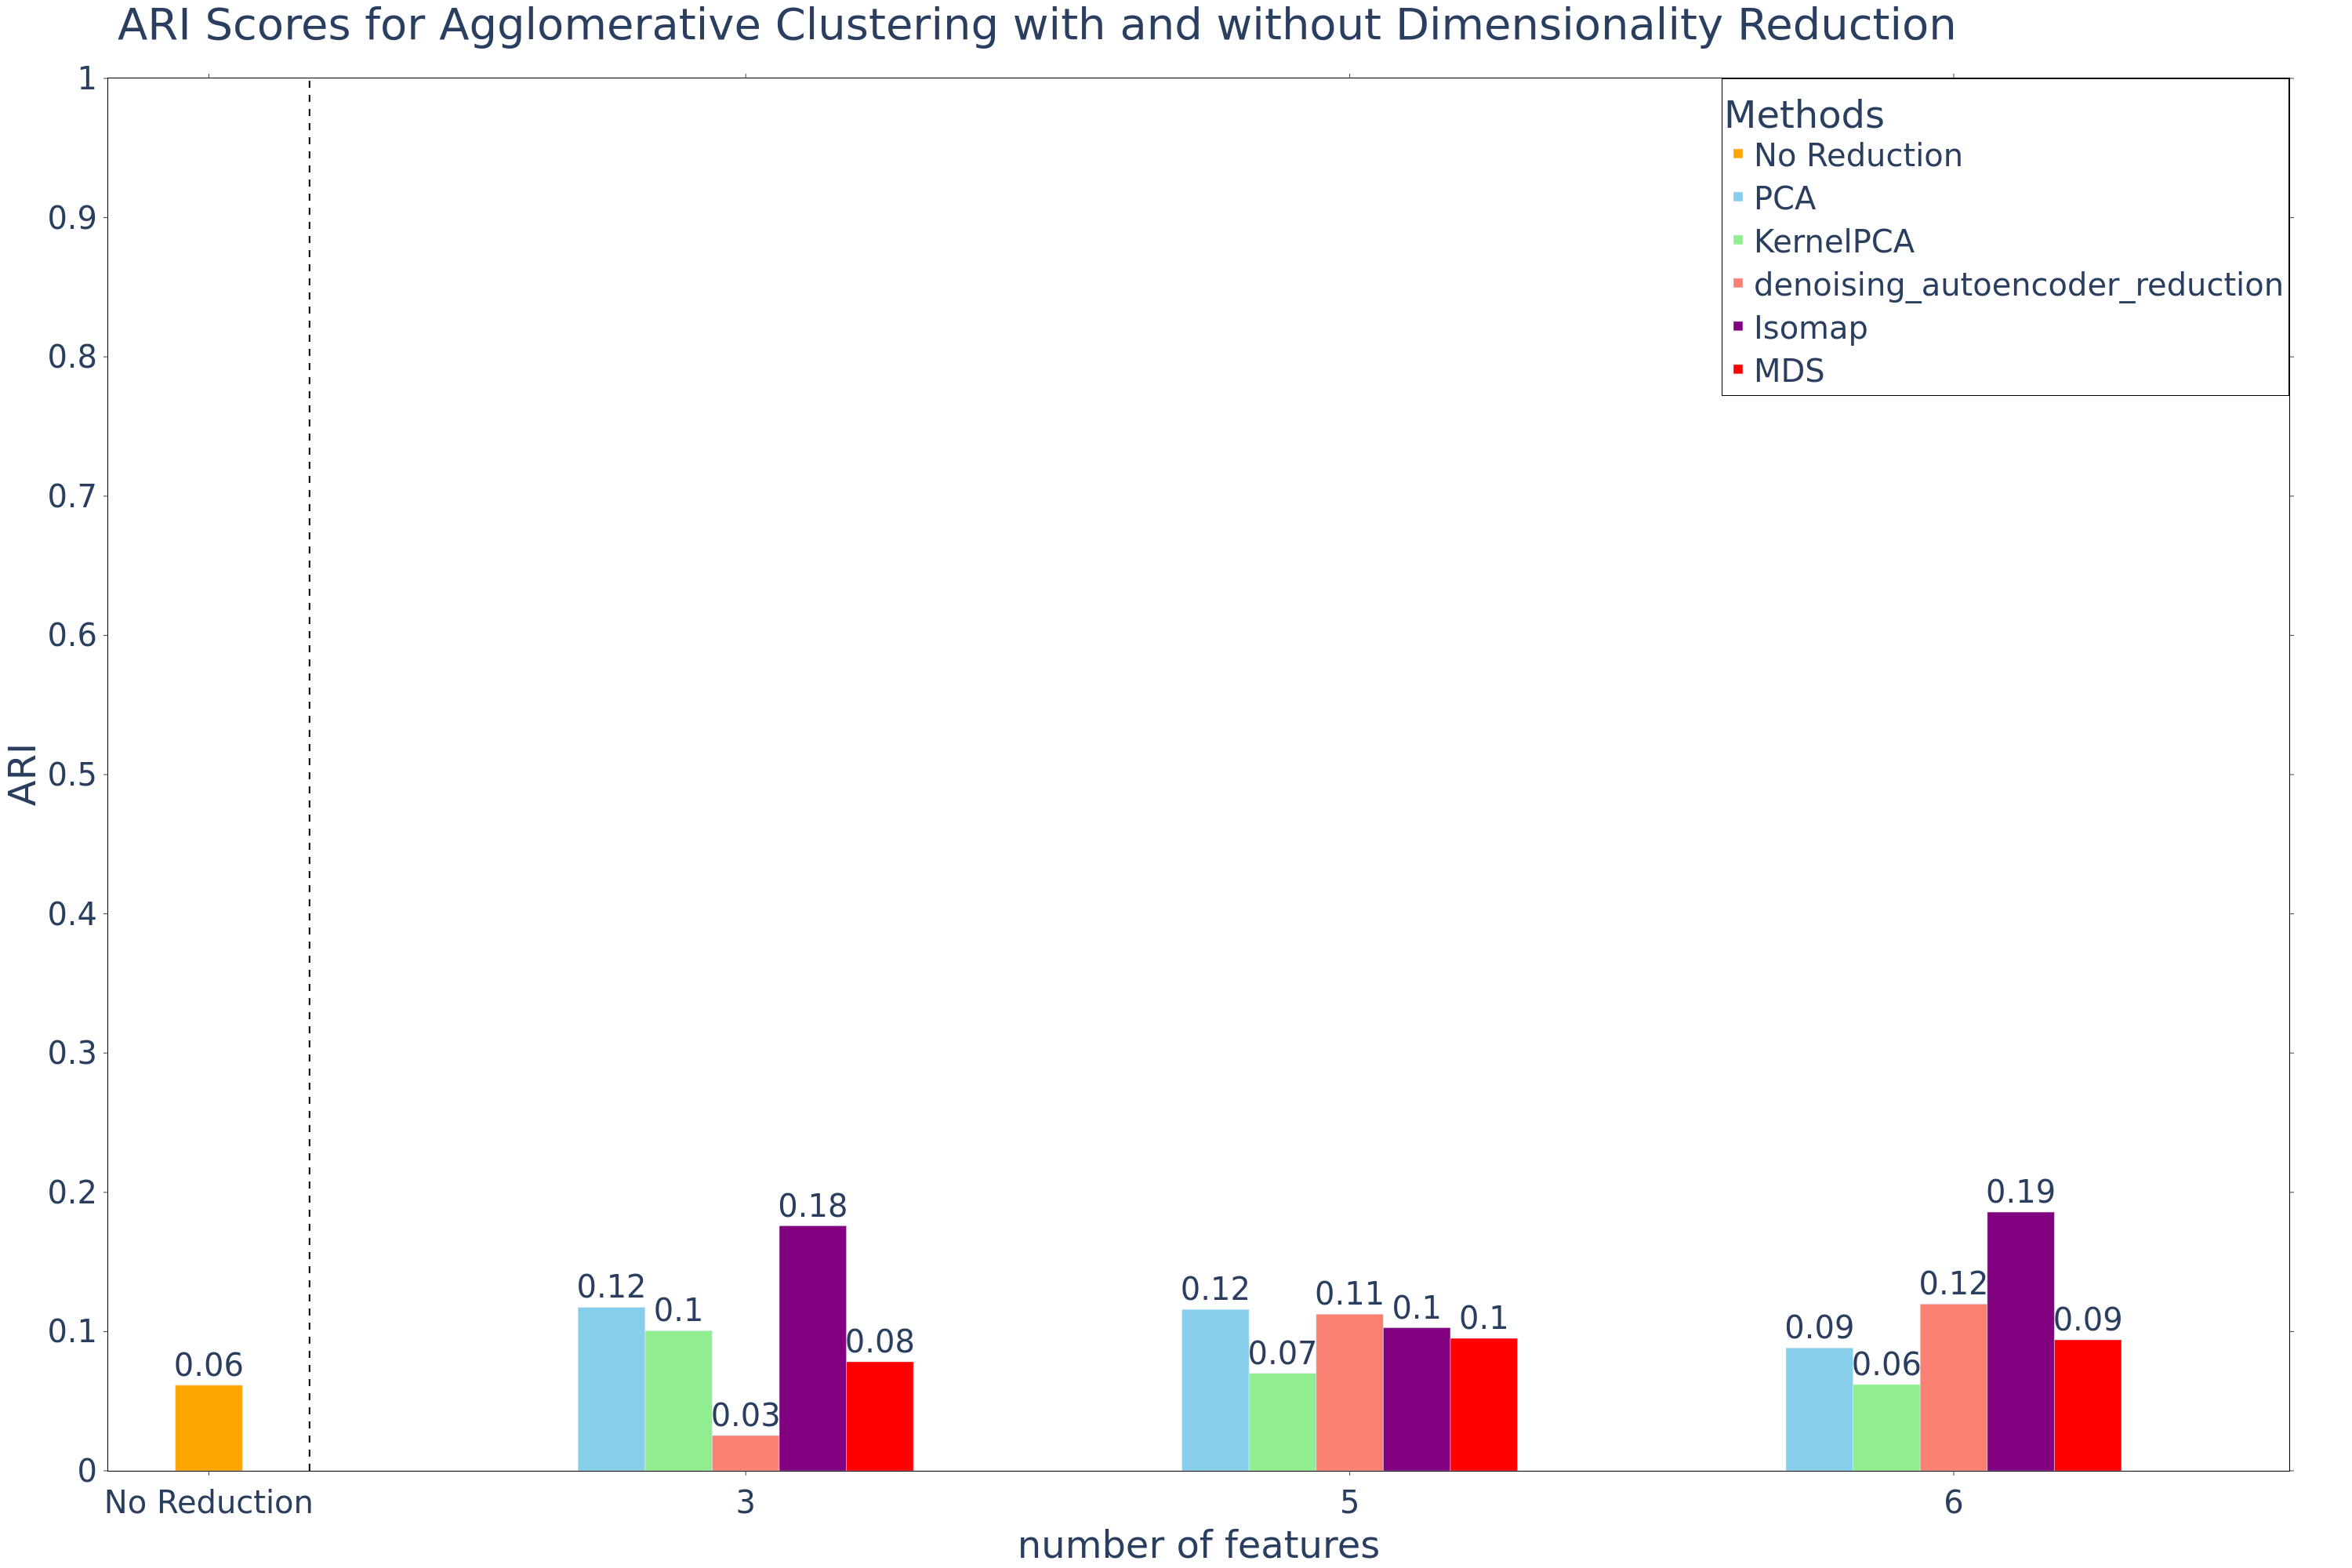 ARI Scores for Agglomerative Clustering with and without Dimensionality Reduction
Methods
No Reduction
PCA
KernelPCA
denoising_autoencoder_reduction
Isomap
MDS
ARI
1
0.9
0.8
0.7
0.6
0.5
0.4
0.3
0.2
0.1
0
0.06
0.12
0.1
0.03
0.18
0.08
0.12
0.07
0.11
0.1
0.1
0.09
0.06
0.12
0.19
0.09
No Reduction
3
5
6
number of features